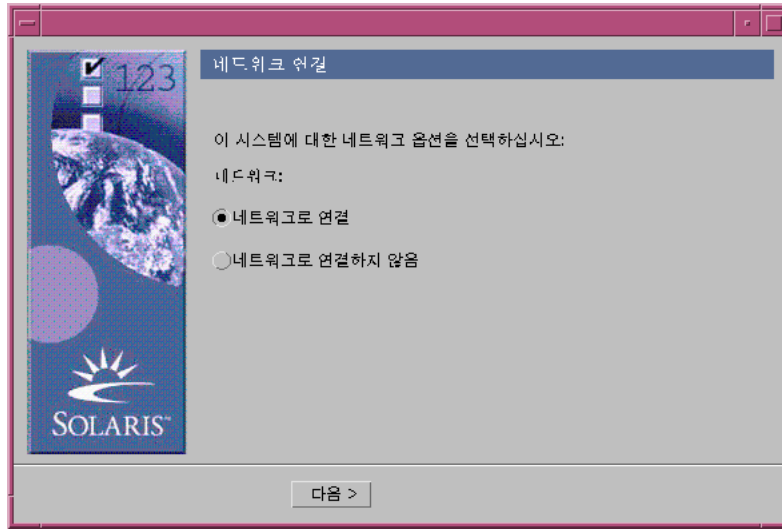 123
네트워크 연결
이 시스템에 대한 네트워크 옵션을 선택하십시오:
네트워크:
네트워크로 연결
네트워크로 연결하지 않음
SOLARIS™
다음 >